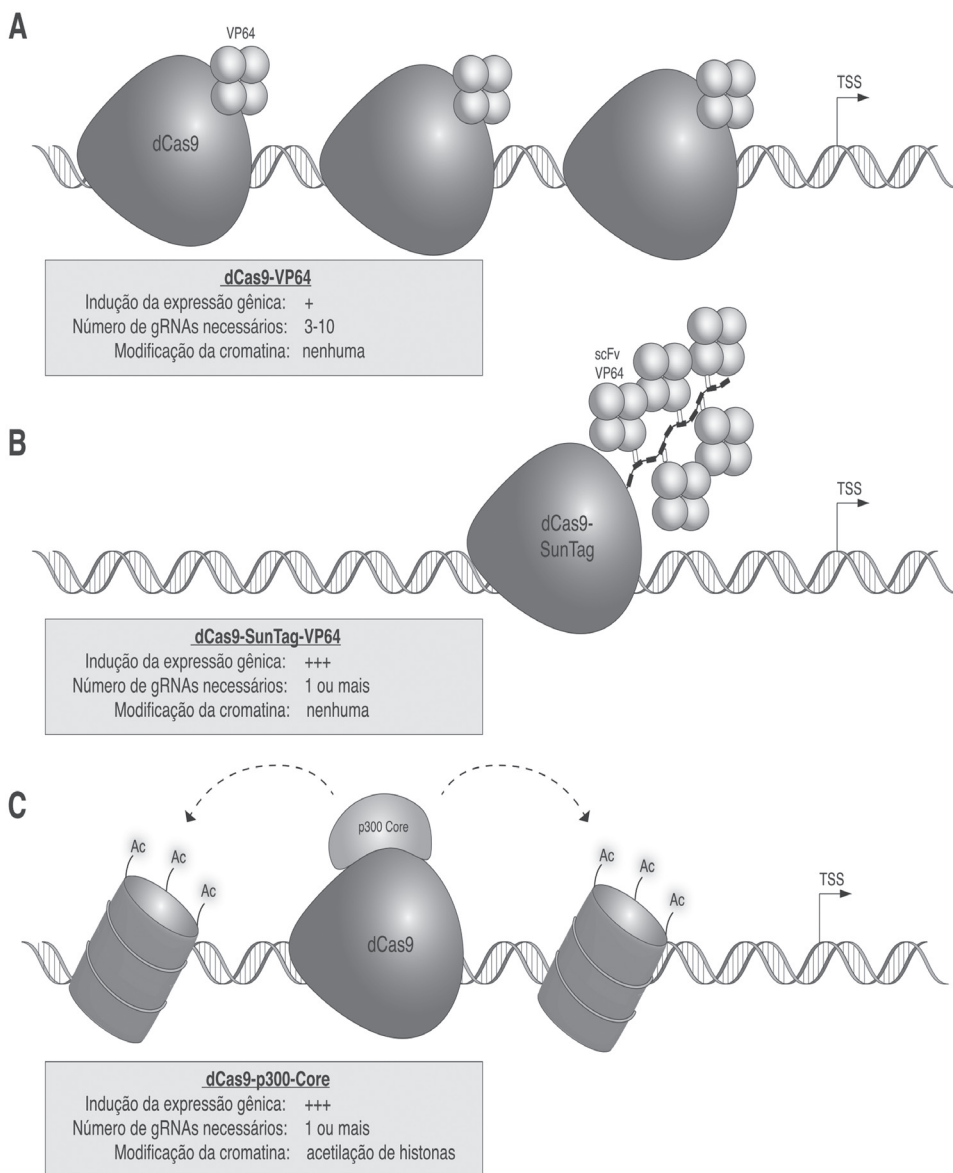 A
VP64
dCas9
TSS
dCas9-VP64
Indução da expressão gênica: +
Número de gRNAs necessários: 3-10
Modificação da cromatina: nenhuma
B
scFv
VP64
dCas9-
SunTag
TSS
dCas9-SunTag-VP64
Indução da expressão gênica: +++
Número de gRNAs necessários: 1 ou mais
Modificação da cromatina: nenhuma
C
p300 Core
Ac
Ac
Ac
dCas9
Ac
Ac
Ac
TSS
dCas9-p300-Core
Indução da expressão gênica: +++
Número de gRNAs necessários: 1 ou mais
Modificação da cromatina: acetilação de histonas